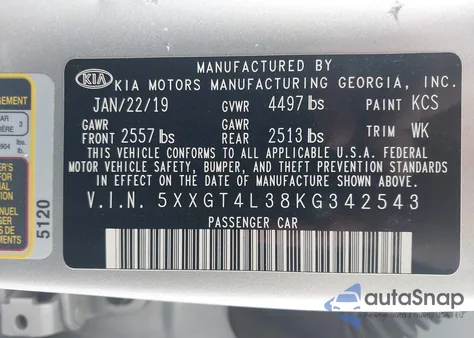 MANUFACTURED BY
KIA KIA MOTORS MANUFACTURING GEORGIA, INC.
JAN/22/19 GVWR 4497 lbs PAINT KCS
GAWR FRONT 2557 lbs GAWR REAR 2513 lbs TRIM WK
THIS VEHICLE CONFORMS TO ALL APPLICABLE U.S.A. FEDERAL
MOTOR VEHICLE SAFETY, BUMPER, AND THEFT PREVENTION STANDARDS
IN EFFECT ON THE DATE OF MANUFACTURE SHOWN ABOVE.
V.I.N. 5XXGT4L38KG342543
PASSENGER CAR
5120
autoSnap